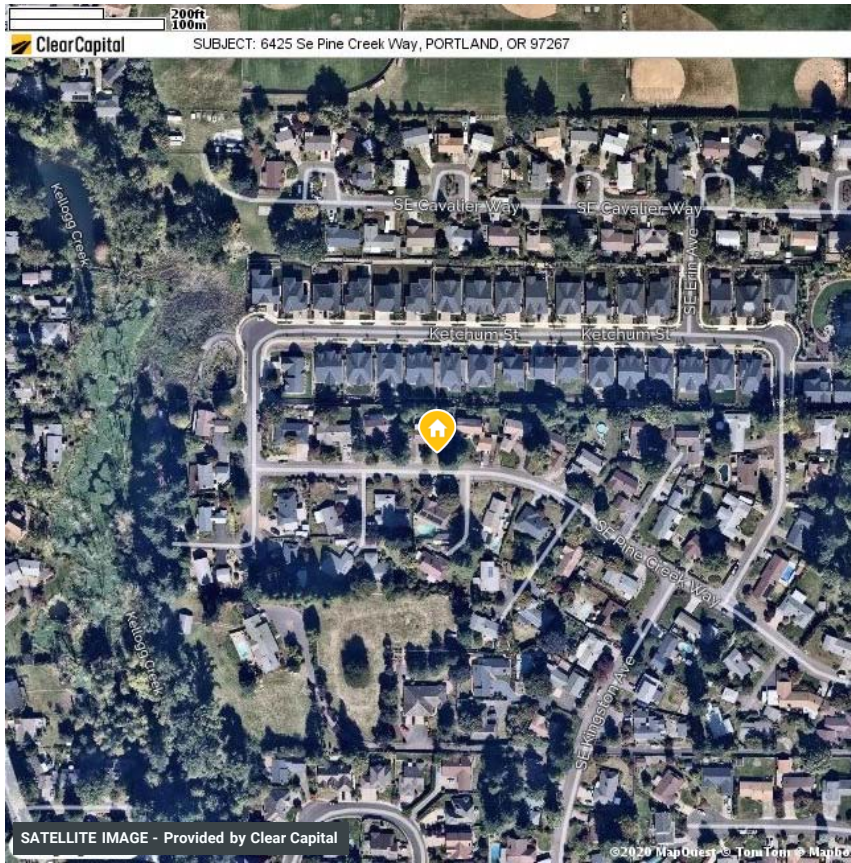 200ft
100m
ClearCapital
SUBJECT: 6425 Se Pine Creek Way, PORTLAND, OR 97267
Kellogg Creek
SE Cavalier Way
SE Cavalier Way
SE Erin Ave
Ketchum St
Ketchum St
SE Pine Creek Way
Kellogg Creek
SE Kingston Ave
SATELLITE IMAGE - Provided by Clear Capital
©2020 MapQuest © TomTom © Mapbo